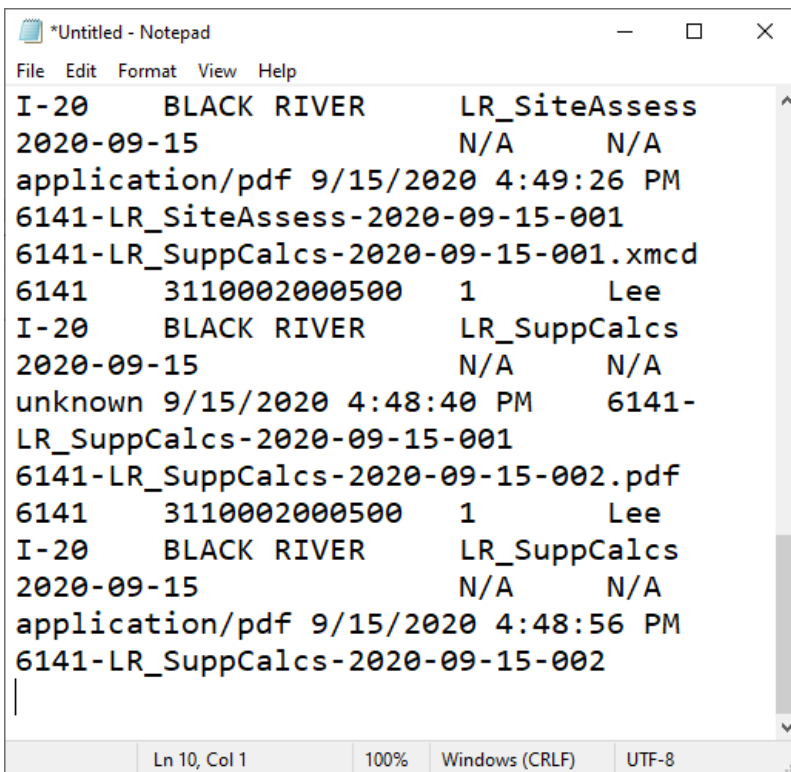 *Untitled - Notepad
File Edit Format View Help
I-20 BLACK RIVER LR_SiteAssess
2020-09-15 N/A N/A
application/pdf 9/15/2020 4:49:26 PM
6141-LR_SiteAssess-2020-09-15-001
6141-LR_SuppCalcs-2020-09-15-001.xmcd
6141 3110002000500 1 Lee
I-20 BLACK RIVER LR_SuppCalcs
2020-09-15 N/A N/A
unknown 9/15/2020 4:48:40 PM 6141-
LR_SuppCalcs-2020-09-15-001
6141-LR_SuppCalcs-2020-09-15-002.pdf
6141 3110002000500 1 Lee
I-20 BLACK RIVER LR_SuppCalcs
2020-09-15 N/A N/A
application/pdf 9/15/2020 4:48:56 PM
6141-LR_SuppCalcs-2020-09-15-002
Ln 10, Col 1 100% Windows (CRLF) UTF-8